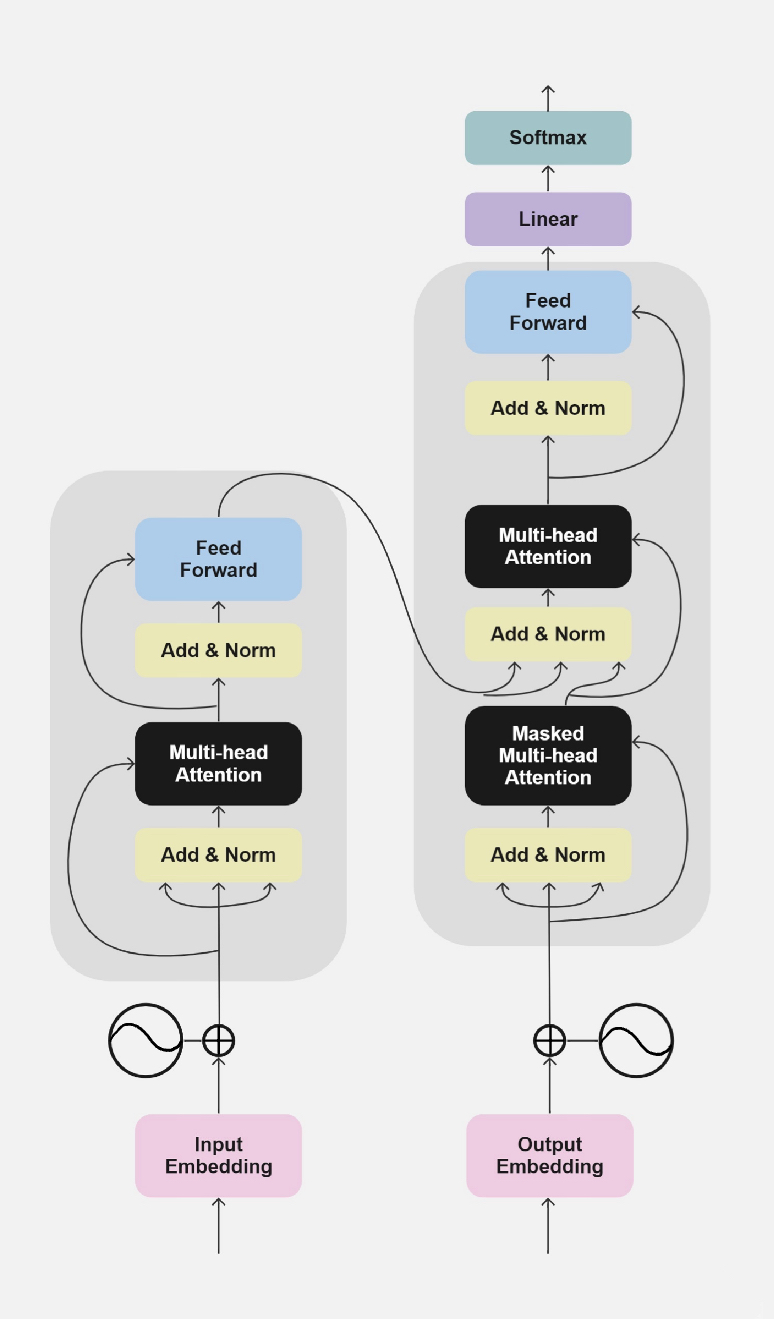 Softmax
Linear
Feed
Forward
Add & Norm
Multi-head
Attention
Add & Norm
Masked
Multi-head
Attention
Add & Norm
Feed
Forward
Add & Norm
Multi-head
Attention
Add & Norm
Input
Embedding
Output
Embedding